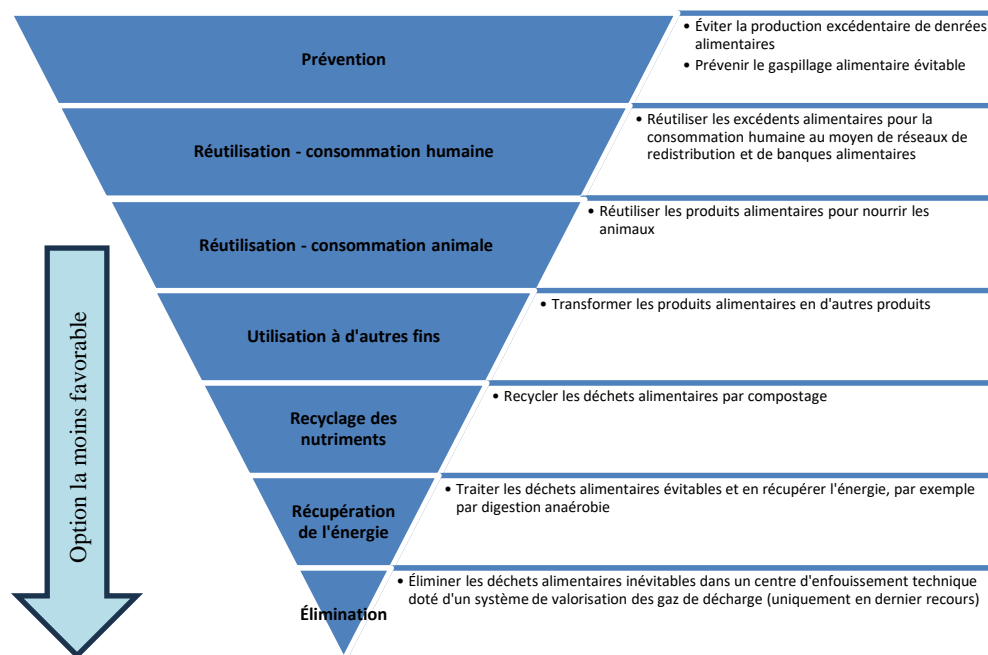 Prévention
• Éviter la production excédentaire de denrées
alimentaires
• Prévenir le gaspillage alimentaire évitable
Réutilisation - consommation humaine
• Réutiliser les excédents alimentaires pour la
consommation humaine au moyen de réseaux de
redistribution et de banques alimentaires
Réutilisation - consommation animale
• Réutiliser les produits alimentaires pour nourrir les
animaux
Utilisation à d'autres fins
• Transformer les produits alimentaires en d'autres produits
Recyclage des
nutriments
• Recycler les déchets alimentaires par compostage
Récupération
de l'énergie
• Traiter les déchets alimentaires évitables et en récupérer l'énergie, par exemple
par digestion anaérobie
Élimination
• Éliminer les déchets alimentaires inévitables dans un centre d'enfouissement technique
doté d'un système de valorisation des gaz de décharge (uniquement en dernier recours)
Option la moins favorable